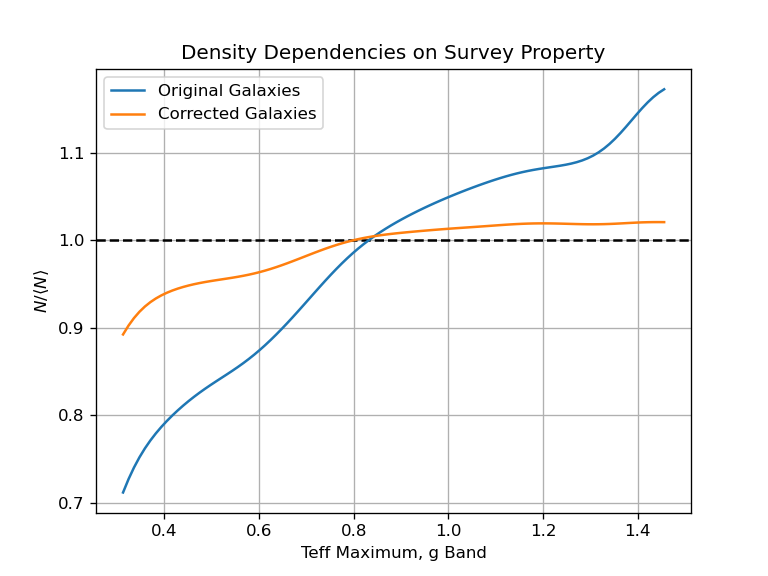 Density Dependencies on Survey Property
Original Galaxies
Corrected Galaxies
1.1
1.0
0.9
0.8
0.7
N/⟨N⟩
0.4 0.6 0.8 1.0 1.2 1.4
Teff Maximum, g Band